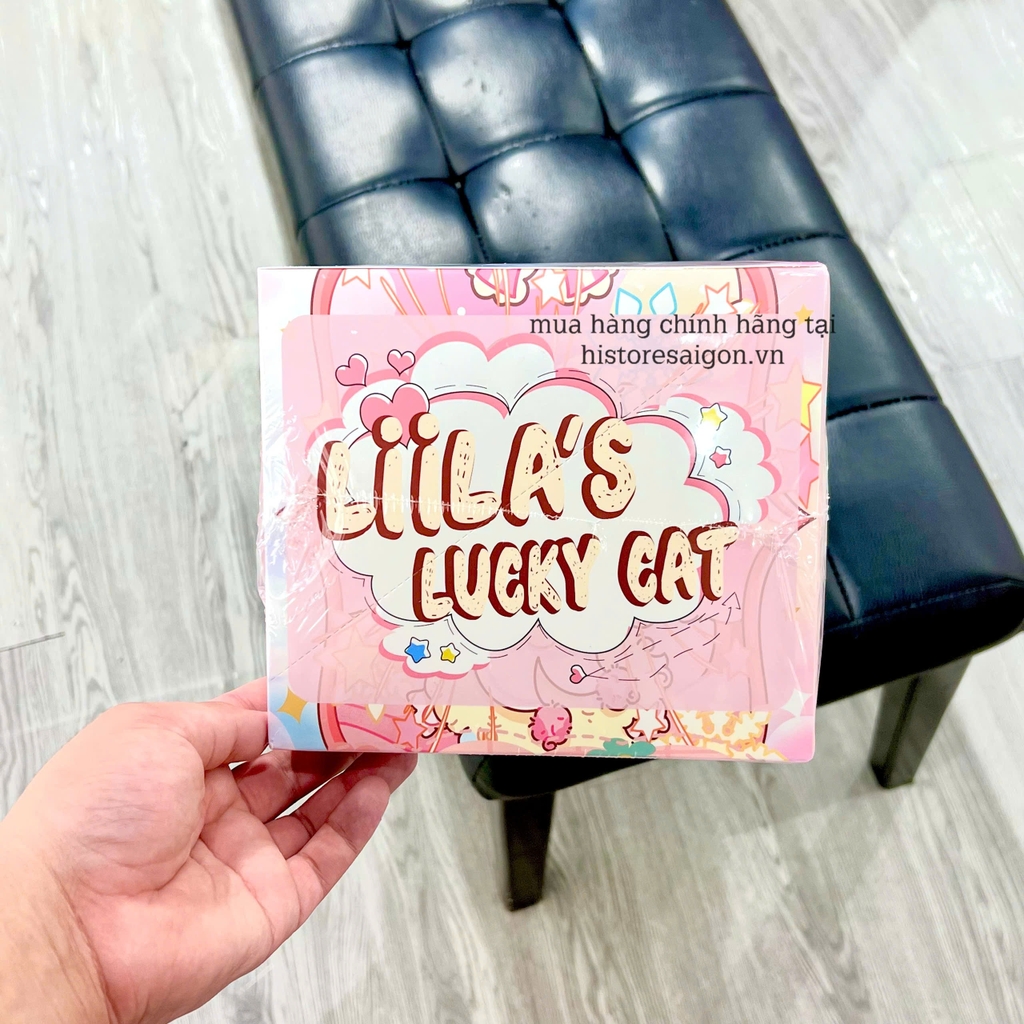 mua hàng chính hãng tại
historesaigon.vn
LiiLA'S
LUCKY CAT